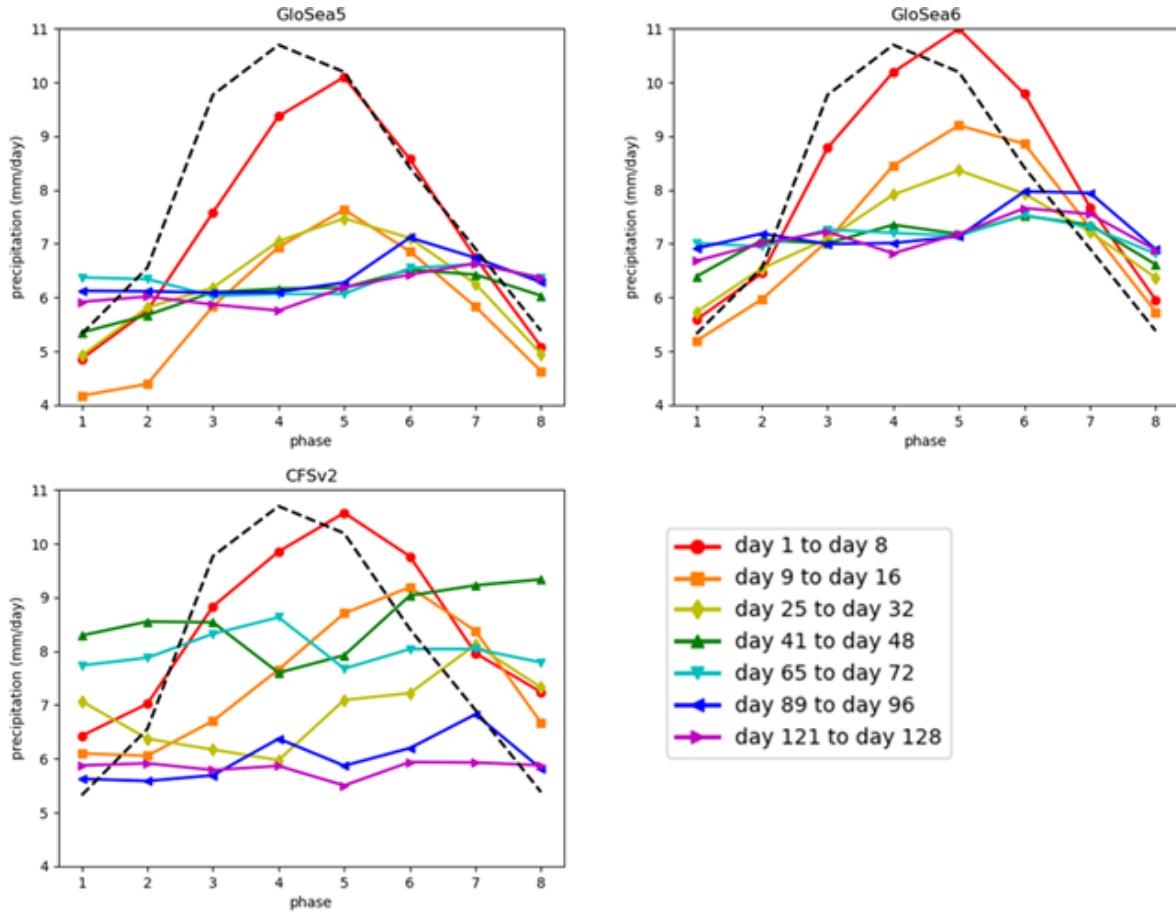 GloSea5
precipitation (mm/day)
11
10
9
8
7
6
5
4
1 2 3 4 5 6 7 8
phase
GloSea6
precipitation (mm/day)
11
10
9
8
7
6
5
4
1 2 3 4 5 6 7 8
phase
CFSv2
precipitation (mm/day)
11
10
9
8
7
6
5
4
1 2 3 4 5 6 7 8
phase
day 1 to day 8
day 9 to day 16
day 25 to day 32
day 41 to day 48
day 65 to day 72
day 89 to day 96
day 121 to day 128